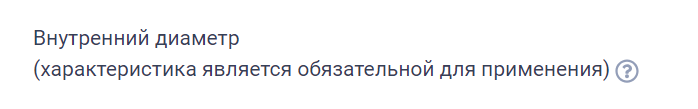 Внутренний диаметр
(характеристика является обязательной для применения) ?